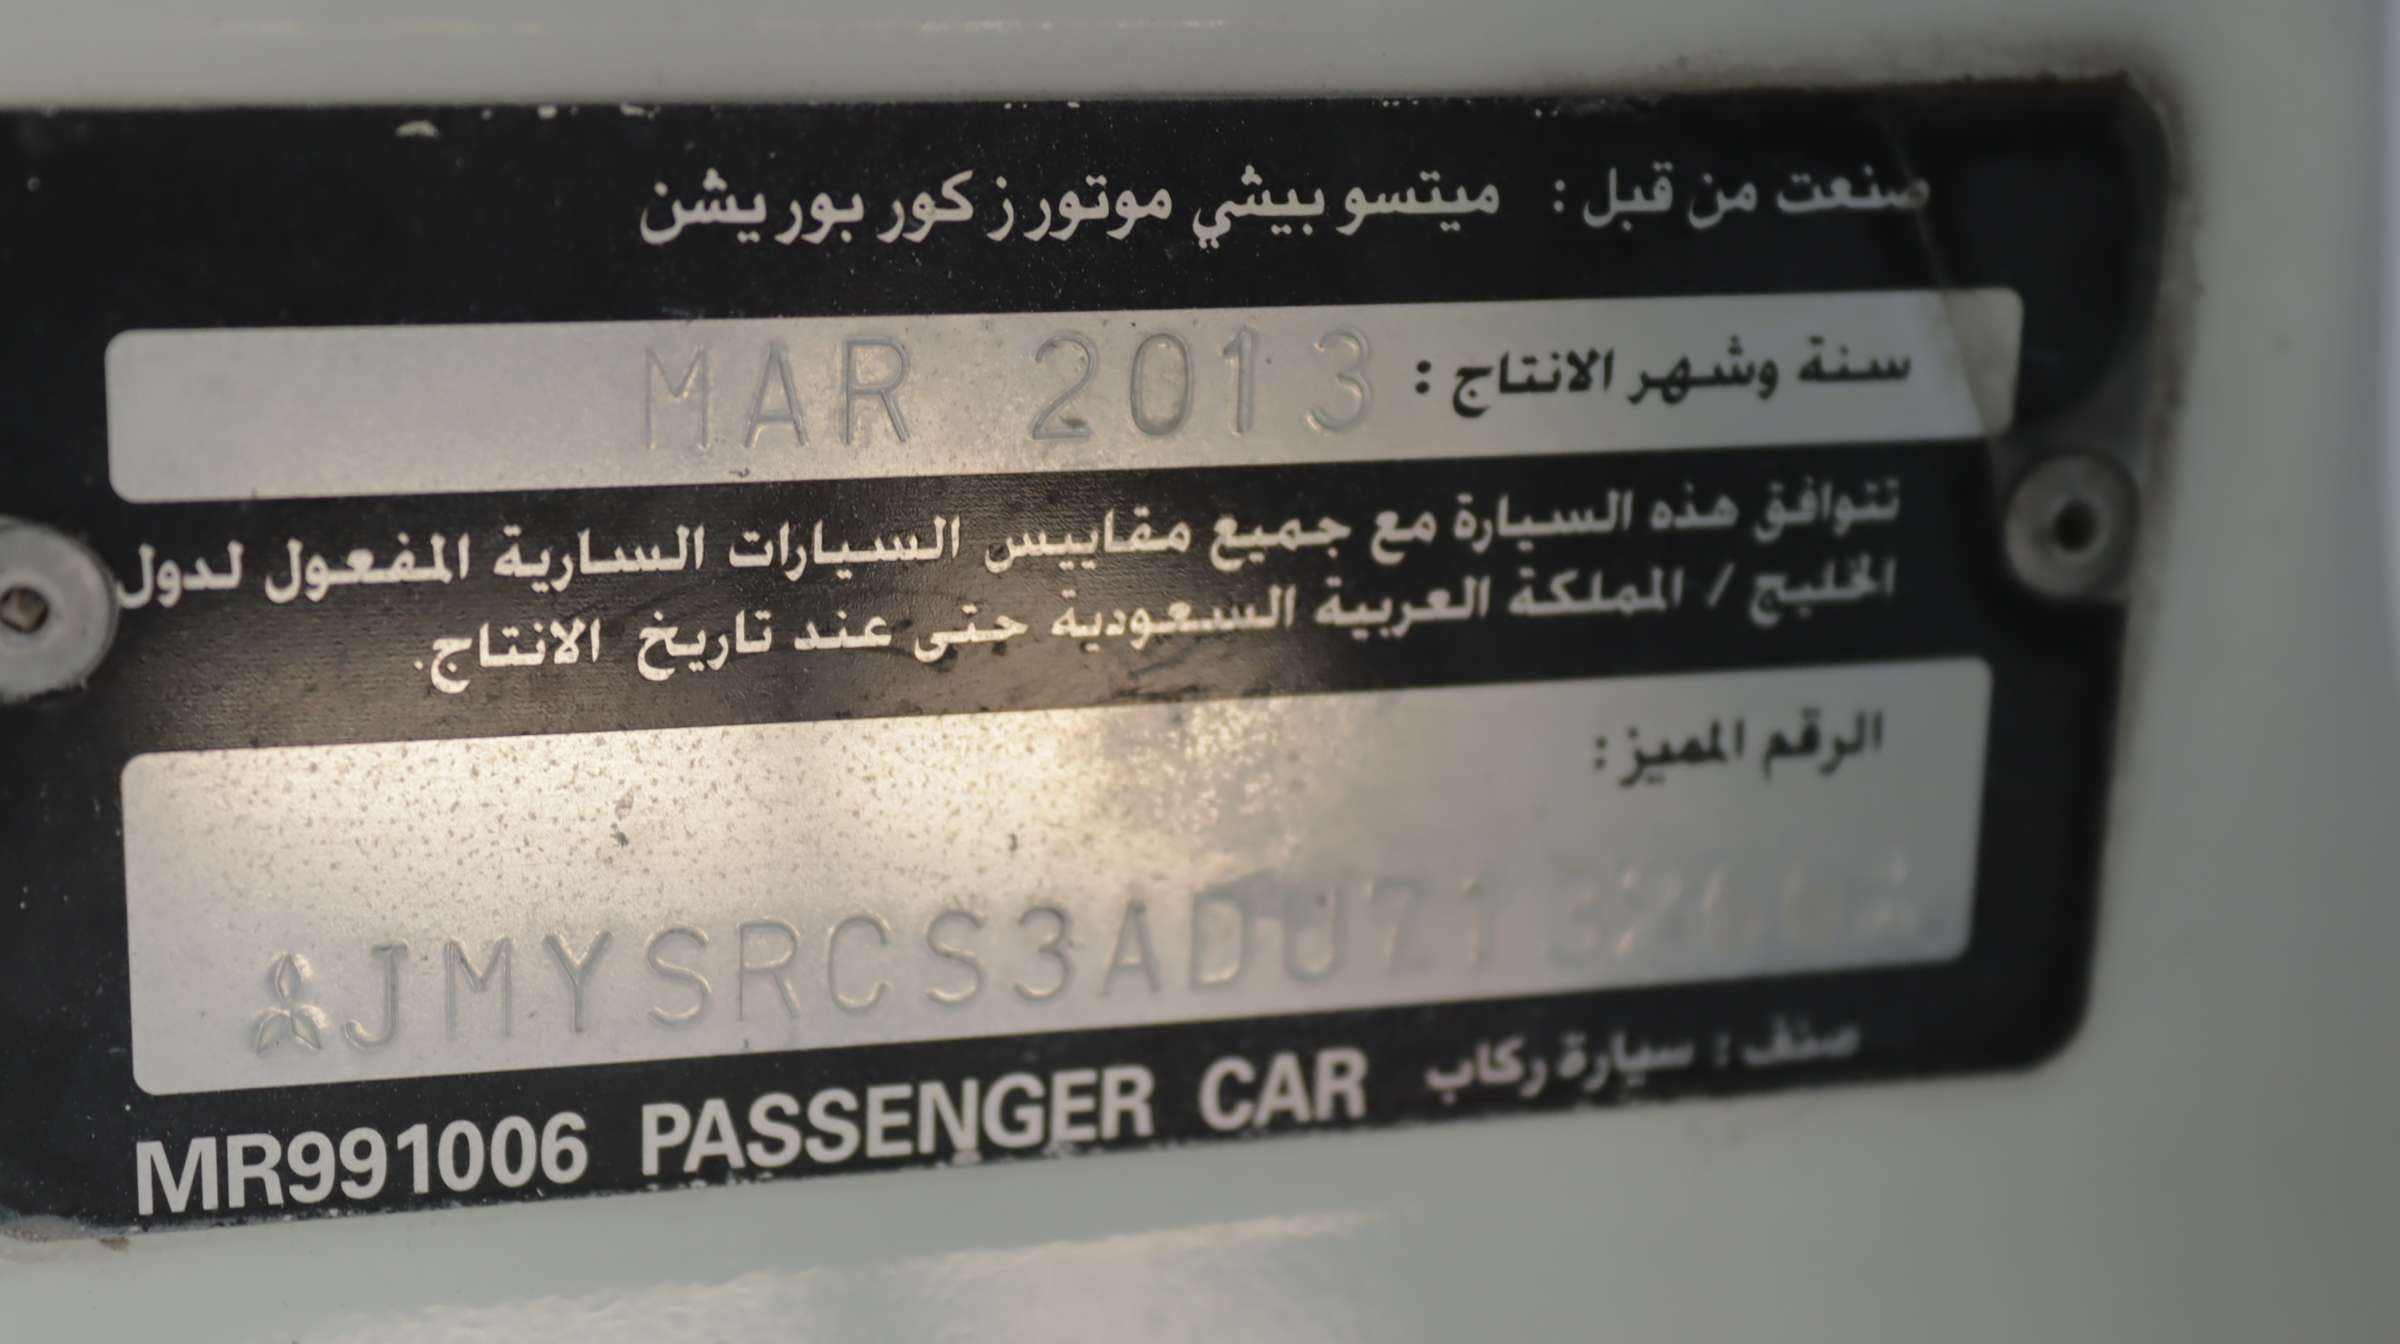 صنعت من قبل : ميتسوبيشي موتورز كوربوريشن
سنة وشهر الانتاج : MAR 2013
تتوافق هذه السيارة مع جميع مقاييس السيارات السارية المفعول لدول
الخليج / المملكة العربية السعودية حتى عند تاريخ الانتاج.
الرقم المميز :
صنف : سيارة ركاب MR991006 PASSENGER CAR